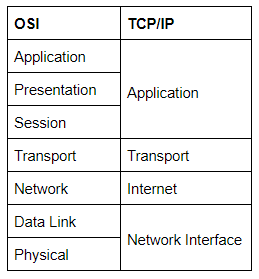 OSI TCP/IP
Application
Presentation Application
Session
Transport Transport
Network Internet
Data Link
Physical Network Interface